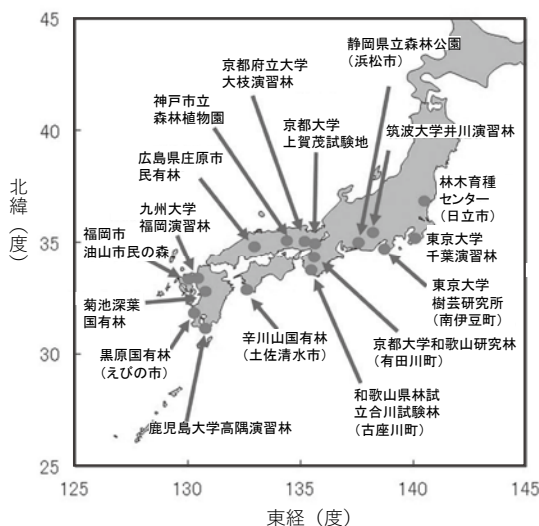 45
40
35
30
25
125
130
135
140
145
北緯（度）
東経（度）
静岡県立森林公園
（浜松市）
京都府立大学
大枝演習林
神戸市立
森林植物園
京都大学
上賀茂試験地
筑波大学井川演習林
広島県庄原市
民有林
林木育種
センター
（日立市）
九州大学
福岡演習林
福岡市
油山市民の森
東京大学
千葉演習林
東京大学
樹芸研究所
（南伊豆町）
菊池深葉
国有林
辛川山国有林
（土佐清水市）
京都大学和歌山研究林
（有田川町）
黒原国有林
（えびの市）
和歌山県林試
立合川試験林
（古座川町）
鹿児島大学高隈演習林